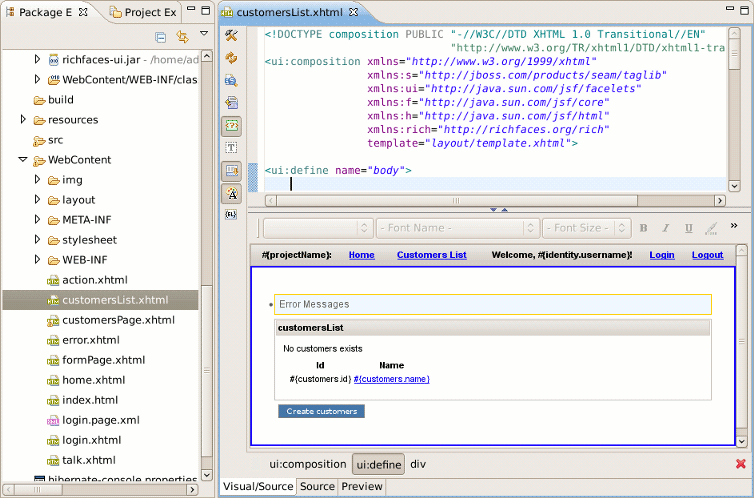 Package E
Project Ex
richfaces-ui.jar - /home/ad
WebContent/WEB-INF/clas
build
resources
src
WebContent
img
layout
META-INF
stylesheet
WEB-INF
action.xhtml
customersList.xhtml
customersPage.xhtml
error.xhtml
formPage.xhtml
home.xhtml
index.html
login.page.xml
login.xhtml
talk.xhtml
hibernate-console.properties
customersList.xhtml
<!DOCTYPE composition PUBLIC "-//W3C//DTD XHTML 1.0 Transitional//EN"
"http://www.w3.org/TR/xhtml1/DTD/xhtml1-tra
<ui:composition xmlns="http://www.w3.org/1999/xhtml"
xmlns:s="http://jboss.com/products/seam/taglib"
xmlns:ui="http://java.sun.com/jsf/facelets"
xmlns:f="http://java.sun.com/jsf/core"
xmlns:h="http://java.sun.com/jsf/html"
xmlns:rich="http://richfaces.org/rich"
template="layout/template.xhtml">
<ui:define name="body">
- Font Name -
- Font Size -
B I U »
#{projectName}: Home Customers List Welcome, #{identity.username}! Login Logout
Error Messages
customersList
No customers exists
Id Name
#{customers.id} #{customers.name}
Create customers
ui:composition ui:define div
Visual/Source Source Preview